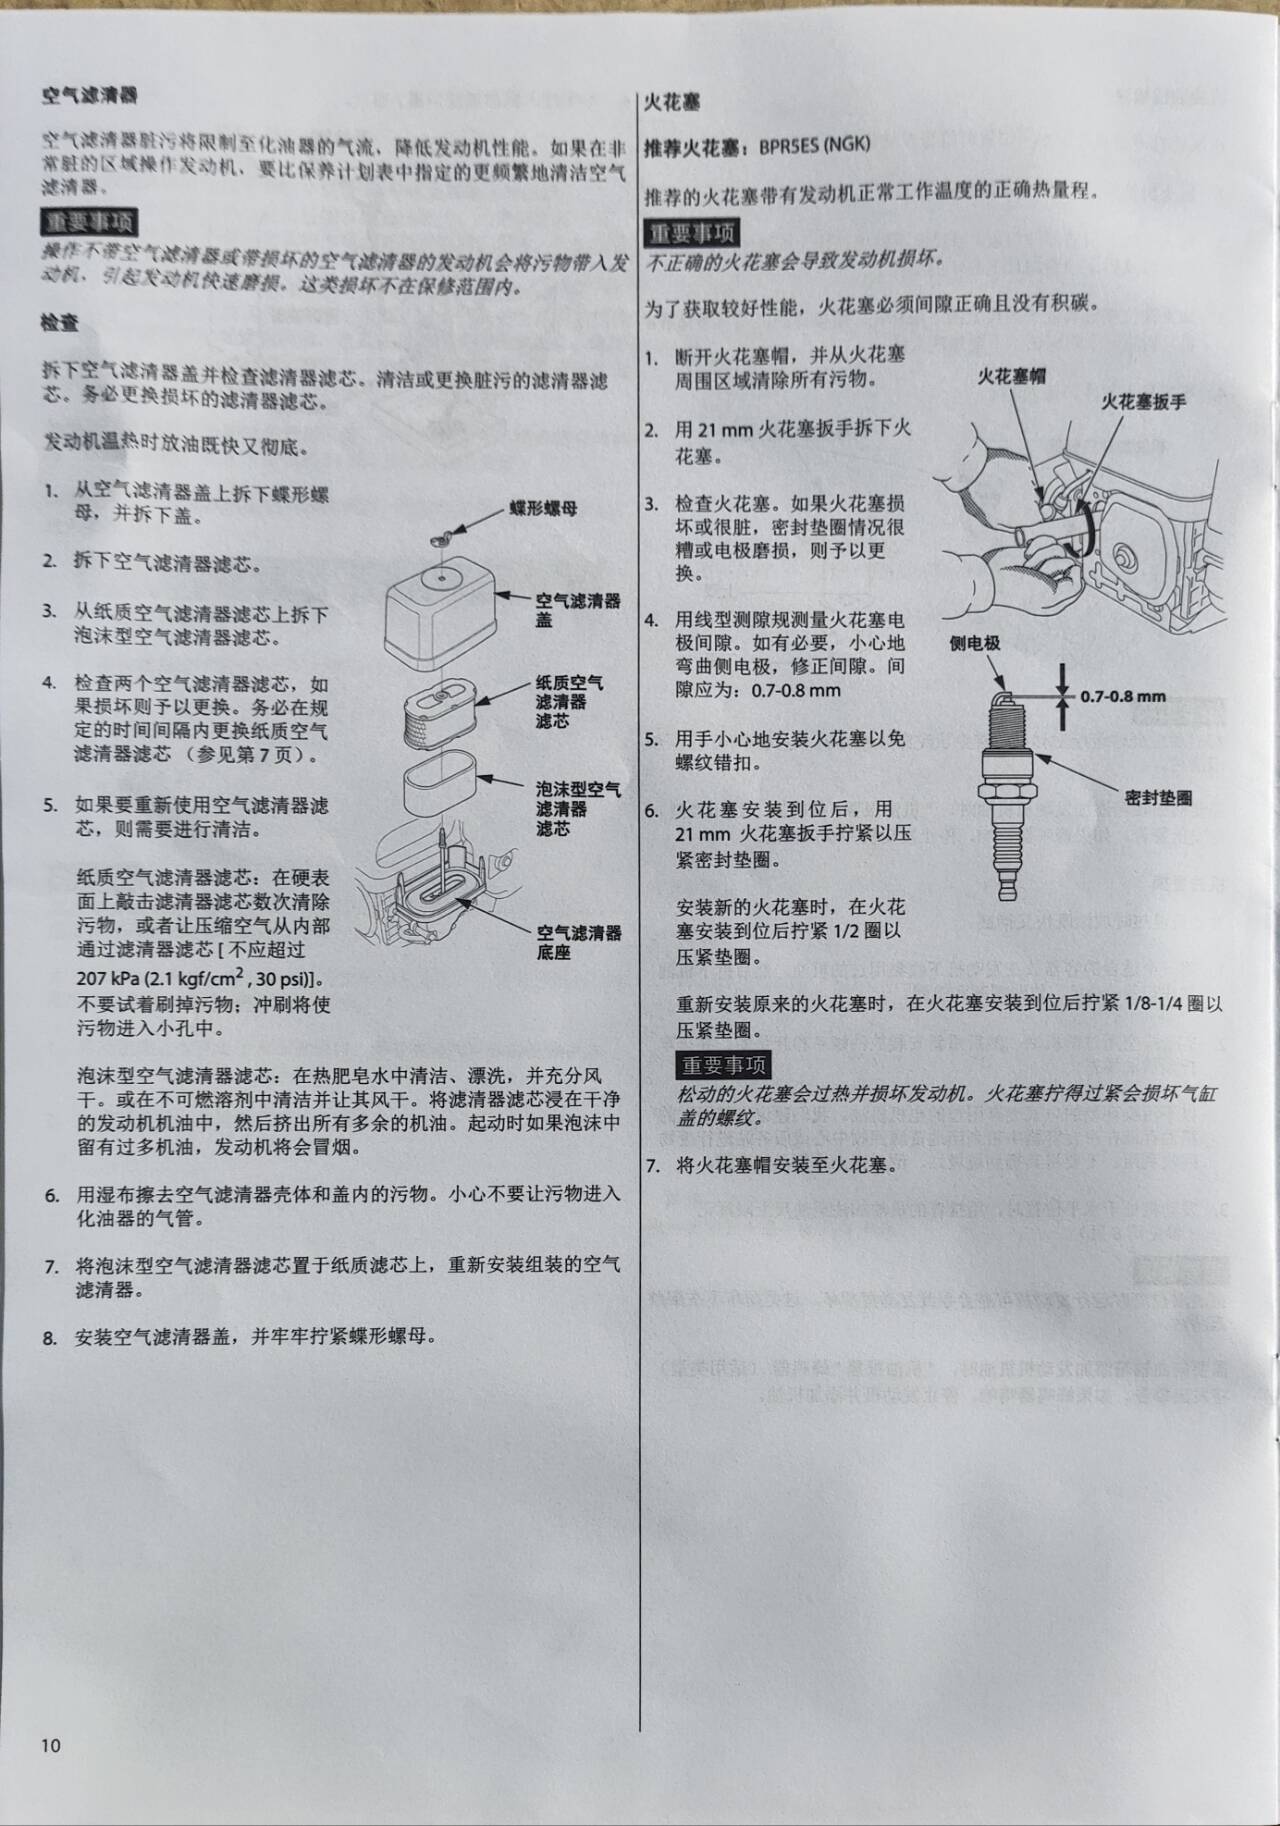 空气滤清器
空气滤清器脏污将限制至化油器的气流，降低发动机性能。如果在非
常脏的区域操作发动机，要比保养计划表中指定的更频繁地清洁空气
滤清器。
重要事项
操作不带空气滤清器或带损坏的空气滤清器的发动机会将污物带入发
动机，引起发动机快速磨损。这类损坏不在保修范围内。
检查
拆下空气滤清器盖并检查滤清器滤芯。清洁或更换脏污的滤清器滤
芯。务必更换损坏的滤清器滤芯。
发动机温热时放油既快又彻底。
1. 从空气滤清器盖上拆下蝶形螺
母，并拆下盖。
2. 拆下空气滤清器滤芯。
3. 从纸质空气滤清器滤芯上拆下
泡沫型空气滤清器滤芯。
4. 检查两个空气滤清器滤芯，如
果损坏则予以更换。务必在规
定的时间间隔内更换纸质空气
滤清器滤芯 （参见第 7 页）。
5. 如果要重新使用空气滤清器滤
芯，则需要进行清洁。
纸质空气滤清器滤芯：在硬表
面上敲击滤清器滤芯数次清除
污物，或者让压缩空气从内部
通过滤清器滤芯 [ 不应超过
207 kPa (2.1 kgf/cm² , 30 psi)]。
不要试着刷掉污物；冲刷将使
污物进入小孔中。
泡沫型空气滤清器滤芯：在热肥皂水中清洁、漂洗，并充分风
干。或在不可燃溶剂中清洁并让其风干。将滤清器滤芯浸在干净
的发动机机油中，然后挤出所有多余的机油。起动时如果泡沫中
留有过多机油，发动机将会冒烟。
6. 用湿布擦去空气滤清器壳体和盖内的污物。小心不要让污物进入
化油器的气管。
7. 将泡沫型空气滤清器滤芯置于纸质滤芯上，重新安装组装的空气
滤清器。
8. 安装空气滤清器盖，并牢牢拧紧蝶形螺母。
蝶形螺母
空气滤清器
盖
纸质空气
滤清器
滤芯
泡沫型空气
滤清器
滤芯
空气滤清器
底座
10
火花塞
推荐火花塞：BPR5ES (NGK)
推荐的火花塞带有发动机正常工作温度的正确热量程。
重要事项
不正确的火花塞会导致发动机损坏。
为了获取较好性能，火花塞必须间隙正确且没有积碳。
1. 断开火花塞帽，并从火花塞
周围区域清除所有污物。
2. 用 21 mm 火花塞扳手拆下火
花塞。
3. 检查火花塞。如果火花塞损
坏或很脏，密封垫圈情况很
糟或电极磨损，则予以更
换。
4. 用线型测隙规测量火花塞电
极间隙。如有必要，小心地
弯曲侧电极，修正间隙。间
隙应为：0.7-0.8 mm
5. 用手小心地安装火花塞以免
螺纹错扣。
6. 火花塞安装到位后，用
21 mm 火花塞扳手拧紧以压
紧密封垫圈。
安装新的火花塞时，在火花
塞安装到位后拧紧 1/2 圈以
压紧垫圈。
重新安装原来的火花塞时，在火花塞安装到位后拧紧 1/8-1/4 圈以
压紧垫圈。
重要事项
松动的火花塞会过热并损坏发动机。火花塞拧得过紧会损坏气缸
盖的螺纹。
7. 将火花塞帽安装至火花塞。
火花塞帽
火花塞扳手
侧电极
0.7-0.8 mm
密封垫圈